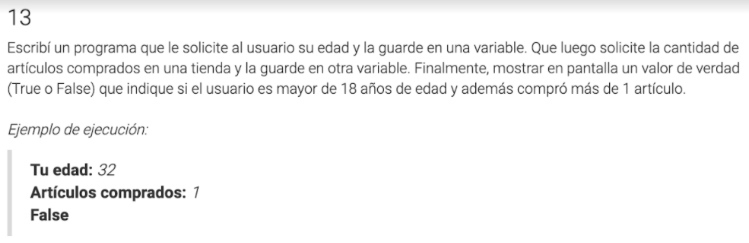 13
Escribí un programa que le solicite al usuario su edad y la guarde en una variable. Que luego solicite la cantidad de
artículos comprados en una tienda y la guarde en otra variable. Finalmente, mostrar en pantalla un valor de verdad
(True o False) que indique si el usuario es mayor de 18 años de edad y además compró más de 1 artículo.
Ejemplo de ejecución:
Tu edad: 32
Artículos comprados: 1
False